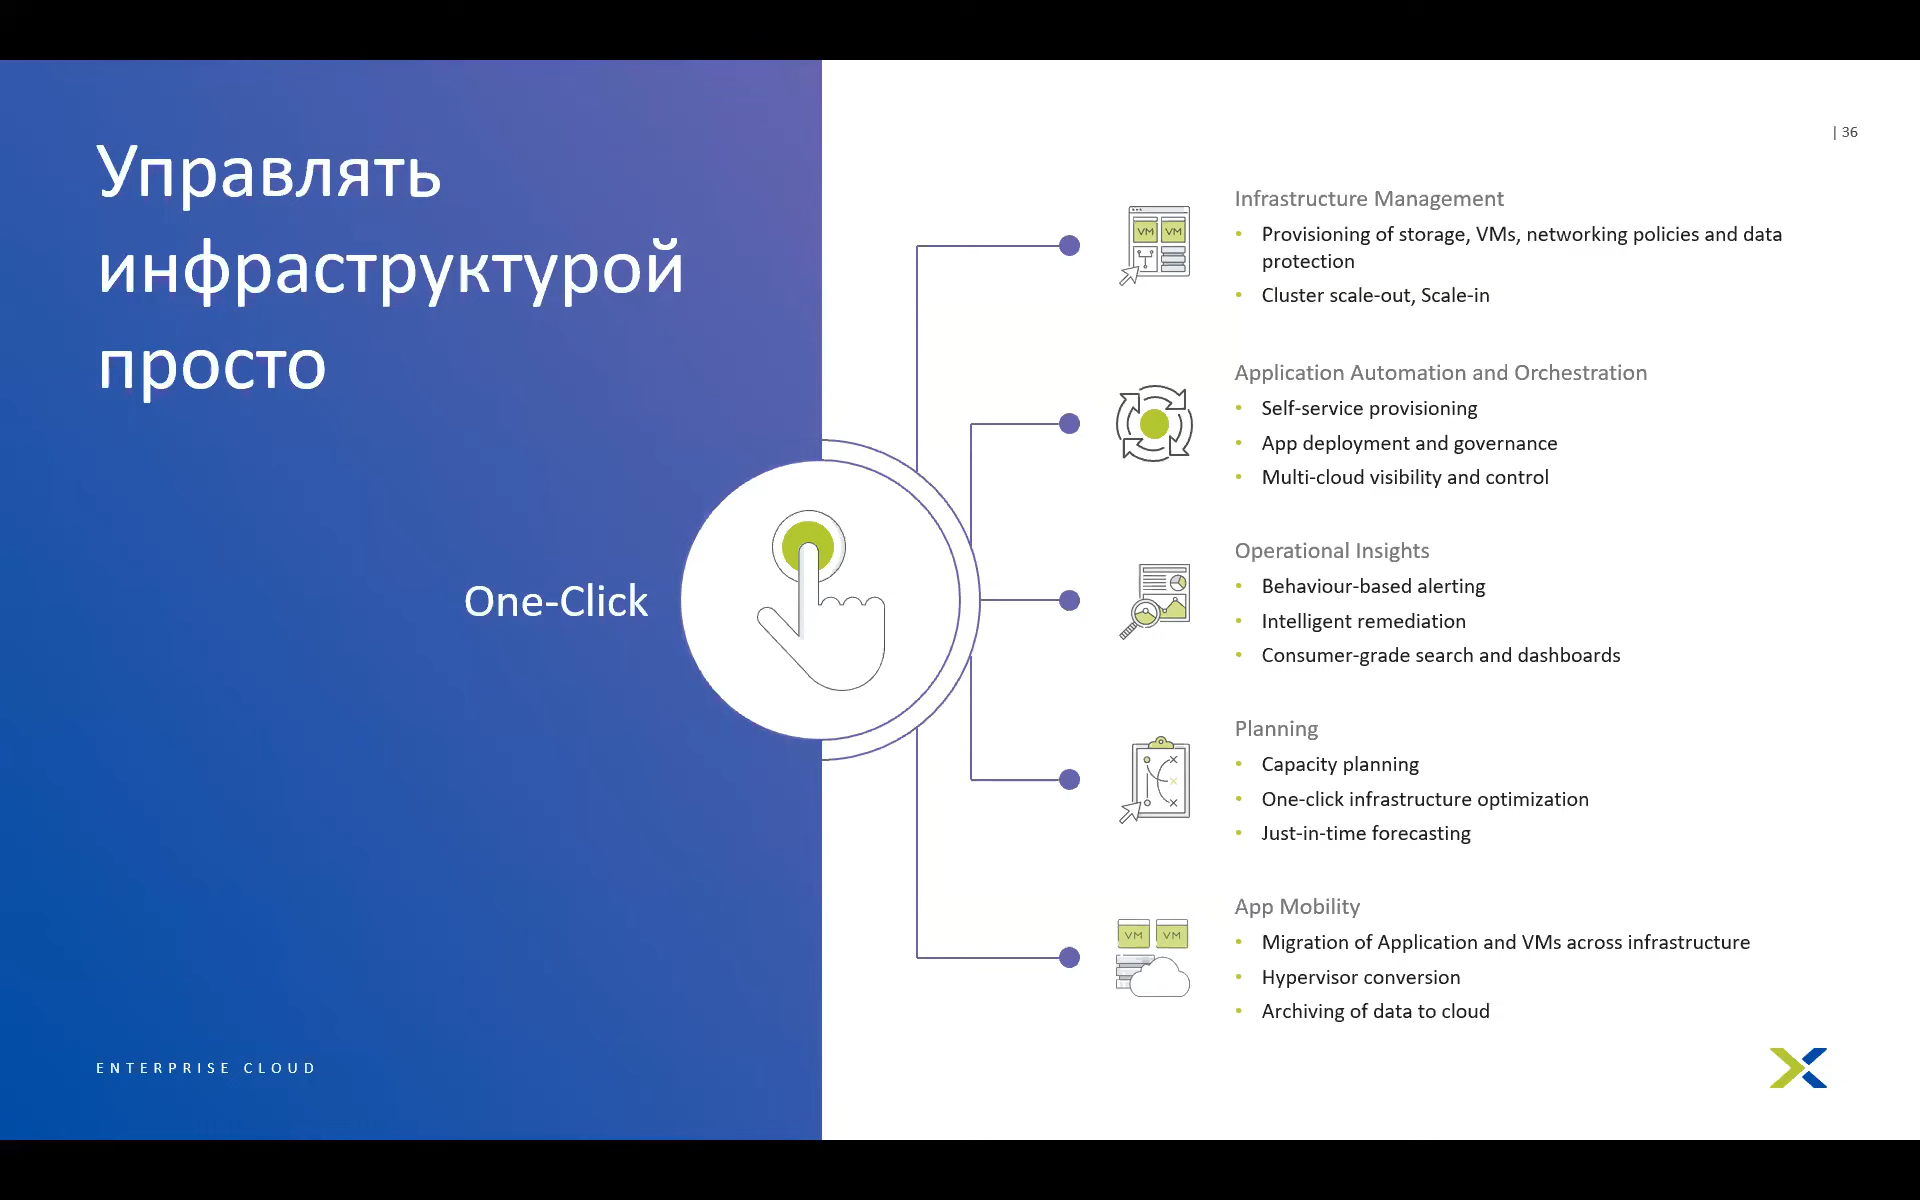 Управлять
инфраструктурой
просто
One-Click
ENTERPRISE CLOUD
| 36
Infrastructure Management
• Provisioning of storage, VMs, networking policies and data
protection
• Cluster scale-out, Scale-in
Application Automation and Orchestration
• Self-service provisioning
• App deployment and governance
• Multi-cloud visibility and control
Operational Insights
• Behaviour-based alerting
• Intelligent remediation
• Consumer-grade search and dashboards
Planning
• Capacity planning
• One-click infrastructure optimization
• Just-in-time forecasting
App Mobility
• Migration of Application and VMs across infrastructure
• Hypervisor conversion
• Archiving of data to cloud
VM VM
VM VM